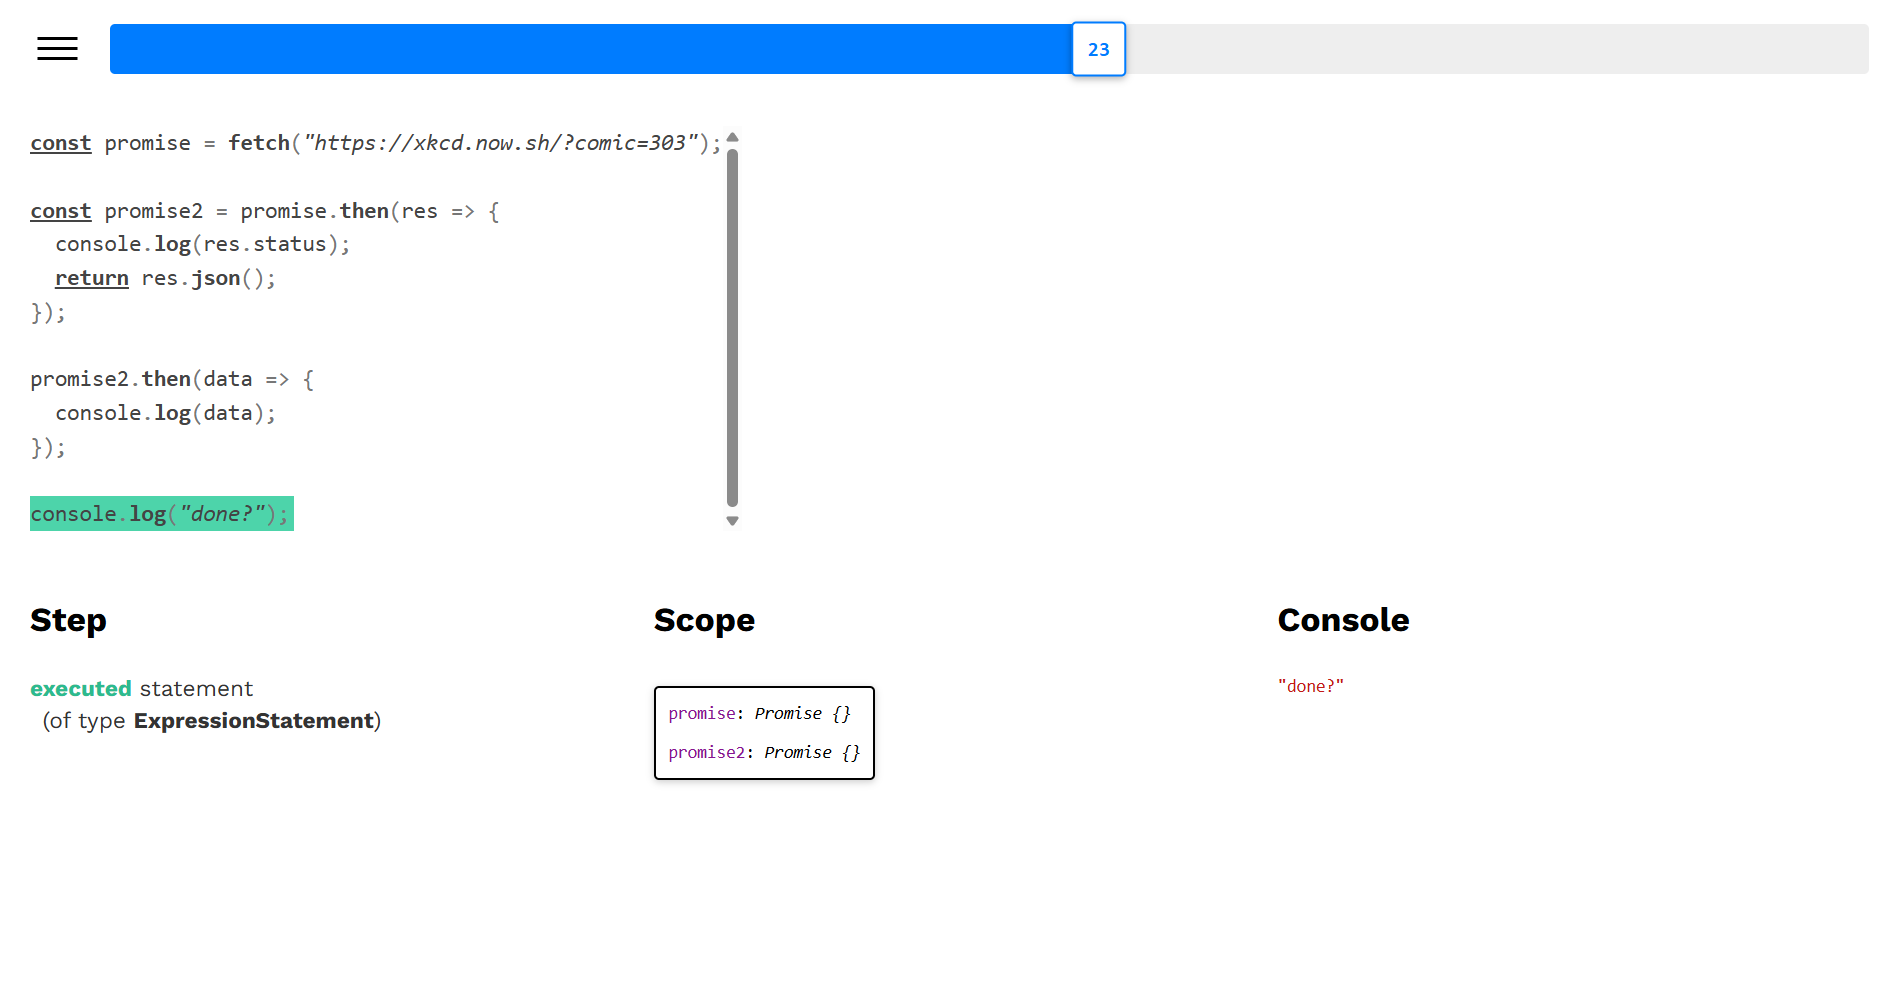 23
const promise = fetch("https://xkcd.now.sh/?comic=303");
const promise2 = promise.then(res => {
  console.log(res.status);
  return res.json();
});
promise2.then(data => {
  console.log(data);
});
console.log("done?");
Step
executed statement
(of type ExpressionStatement)
Scope
promise: Promise {}
promise2: Promise {}
Console
"done?"